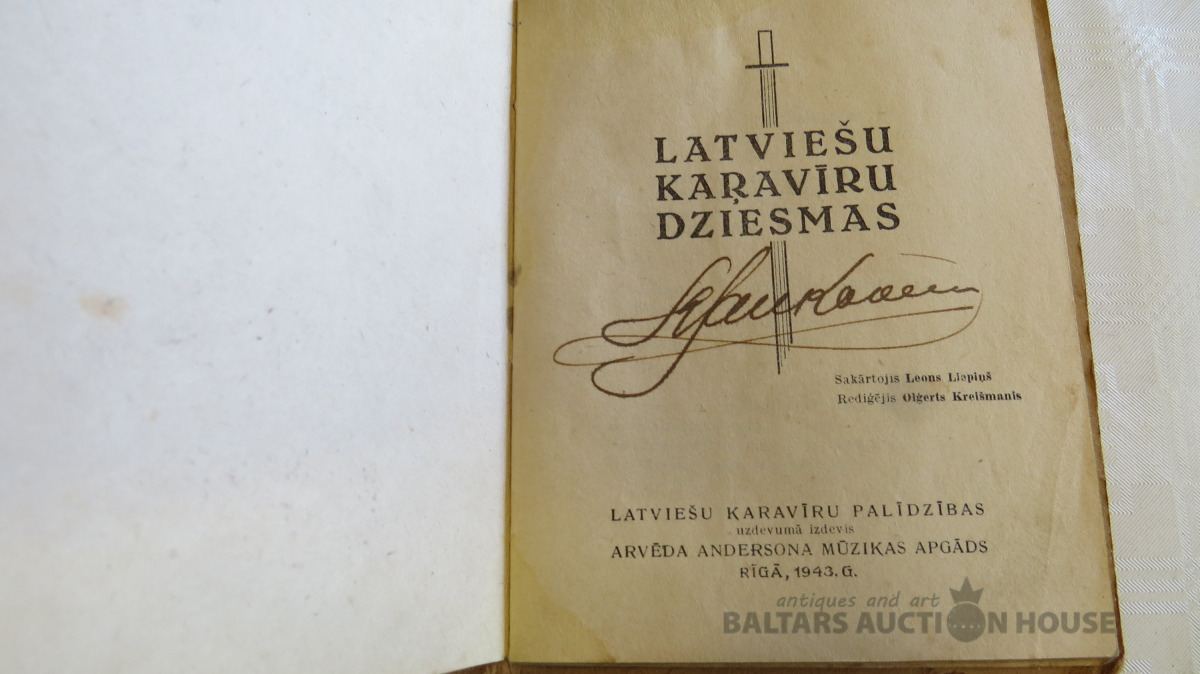 LATVIEŠU
KAŖAVĪRU
DZIESMAS
Sakārtojis Leons Liepiņš
Rediģējis Oļģerts Kreišmanis
LATVIEŠU KARAVĪRU PALĪDZĪBAS
uzdevumā izdevis
ARVĒDA ANDERSONA MŪZIKAS APGĀDS
RĪGĀ, 1943. G.
antiques and art
BALTARS AUCTION HOUSE